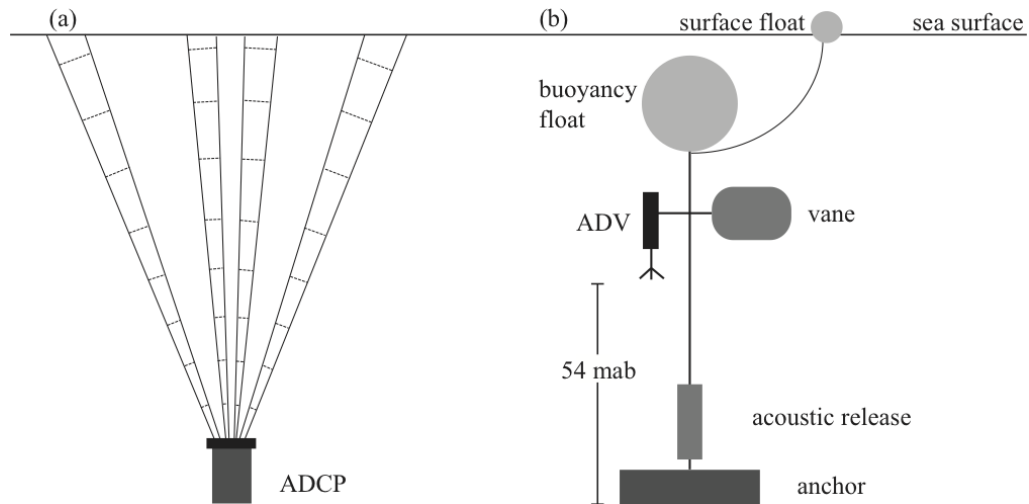 (a)
(b)
surface float
sea surface
buoyancy
float
ADV
vane
54 mab
acoustic release
ADCP
anchor